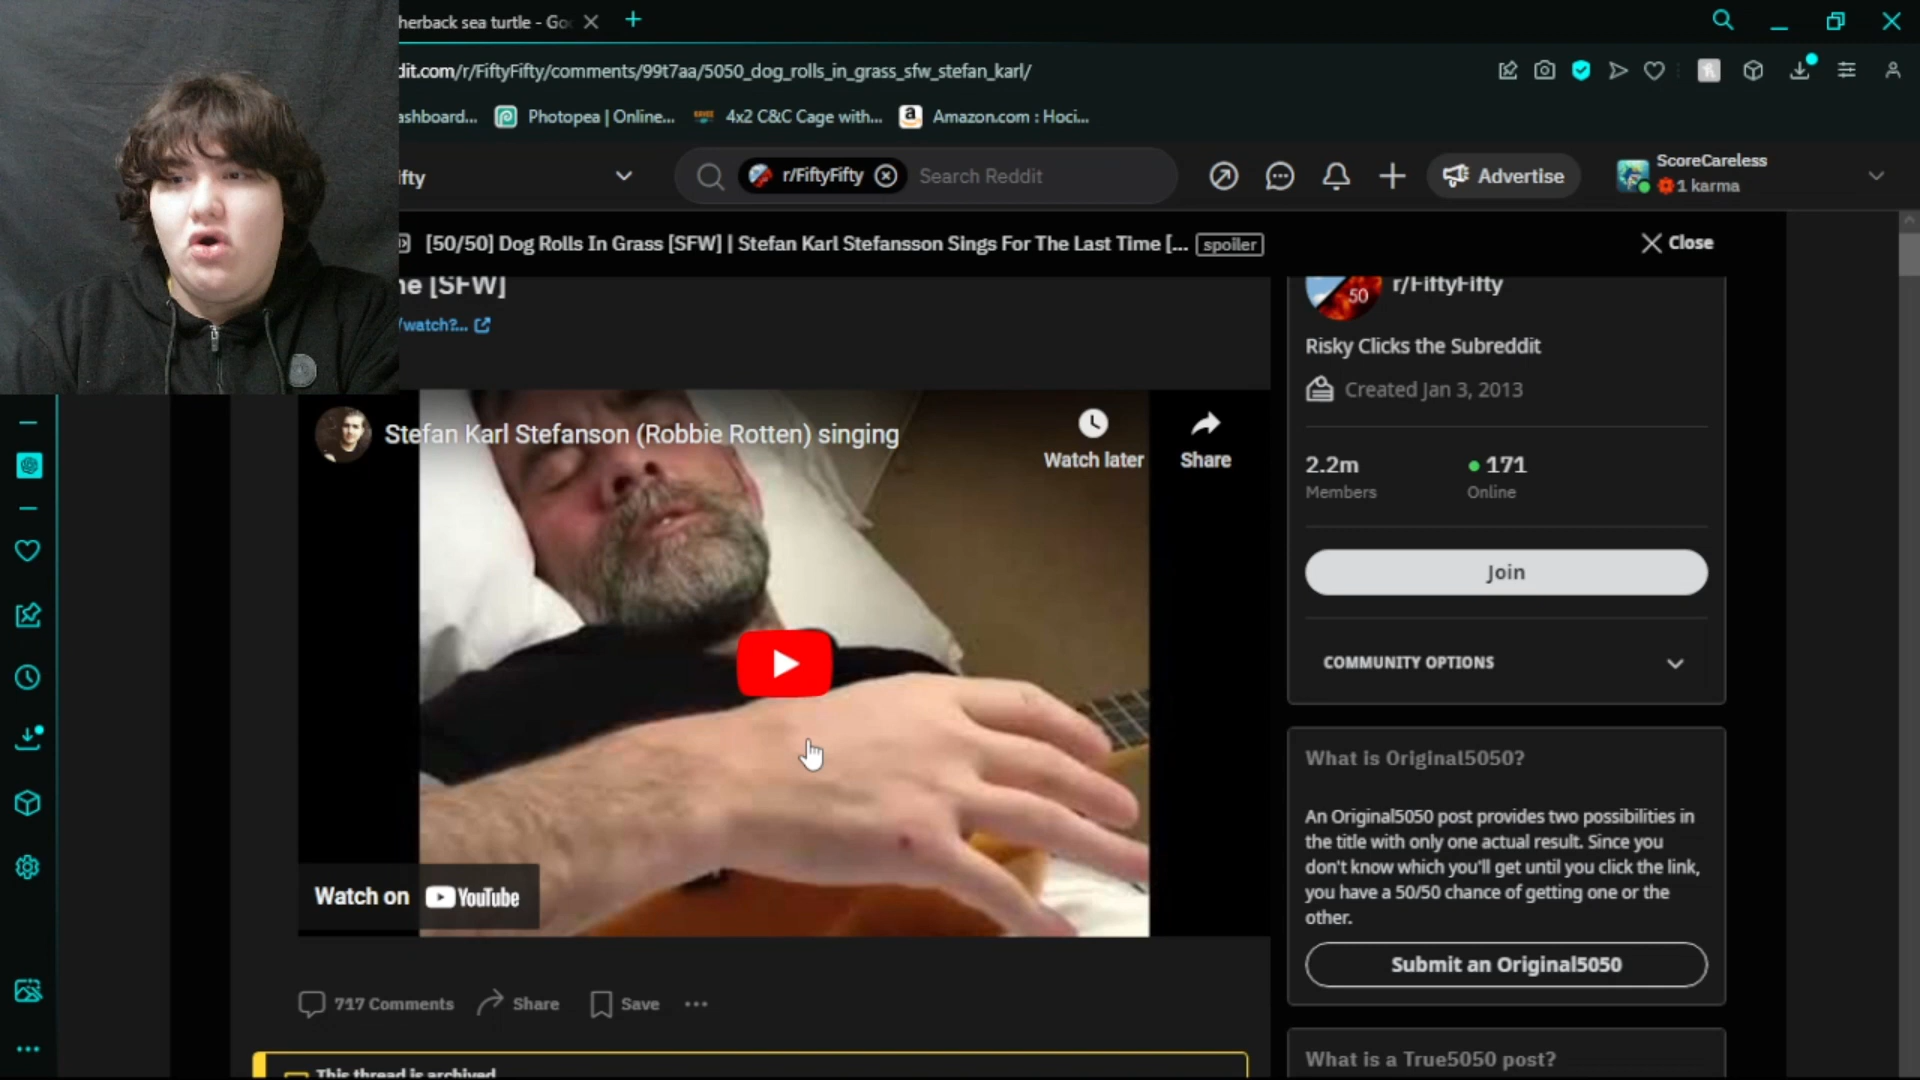 herback sea turtle - Goo
dit.com/r/FiftyFifty/comments/99t7aa/5050_dog_rolls_in_grass_sfw_stefan_karl/
ashboard... Photopea | Online... 4x2 C&C Cage with... Amazon.com : Hoci...
ifty r/FiftyFifty Search Reddit Advertise ScoreCareless
1 karma
[50/50] Dog Rolls In Grass [SFW] | Stefan Karl Stefansson Sings For The Last Time [... spoiler Close
ne [SFW]
/watch?...
50 r/FiftyFifty
Risky Clicks the Subreddit
Created Jan 3, 2013
Stefan Karl Stefanson (Robbie Rotten) singing
Watch later Share
2.2m 171
Members Online
Join
COMMUNITY OPTIONS
What is Original5050?
An Original5050 post provides two possibilities in
the title with only one actual result. Since you
don't know which you'll get until you click the link,
you have a 50/50 chance of getting one or the
other.
Watch on YouTube
Submit an Original5050
717 Comments Share Save
What is a True5050 post?
This thread is archived